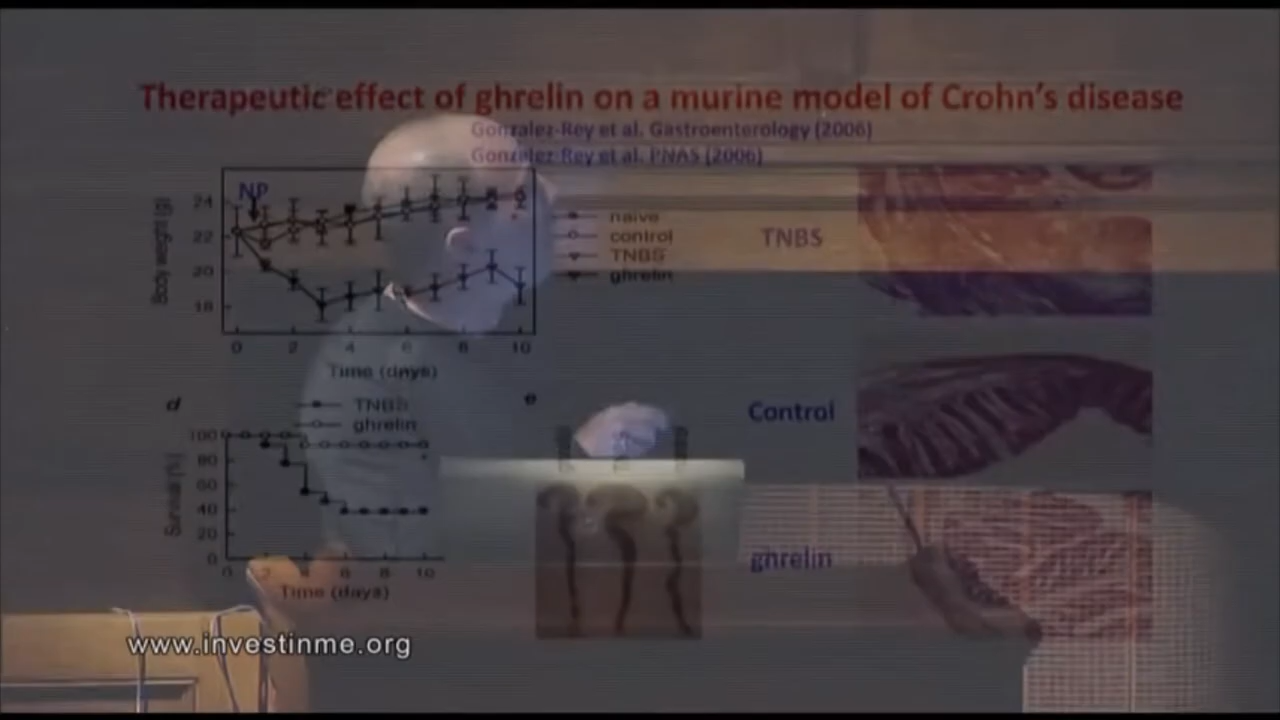 Therapeutic effect of ghrelin on a murine model of Crohn's disease
Gonzalez-Rey et al. Gastroenterology (2006)
Gonzalez-Rey et al. PNAS (2006)
NP
24
22
20
18
Body weight (g)
0 2 4 6 8 10
Time (days)
naive
control
TNBS
ghrelin
TNBS
Control
ghrelin
d
TNBS
ghrelin
100
80
60
40
20
0
Survival (%)
0 2 4 6 8 10
Time (days)
e
www.investinme.org